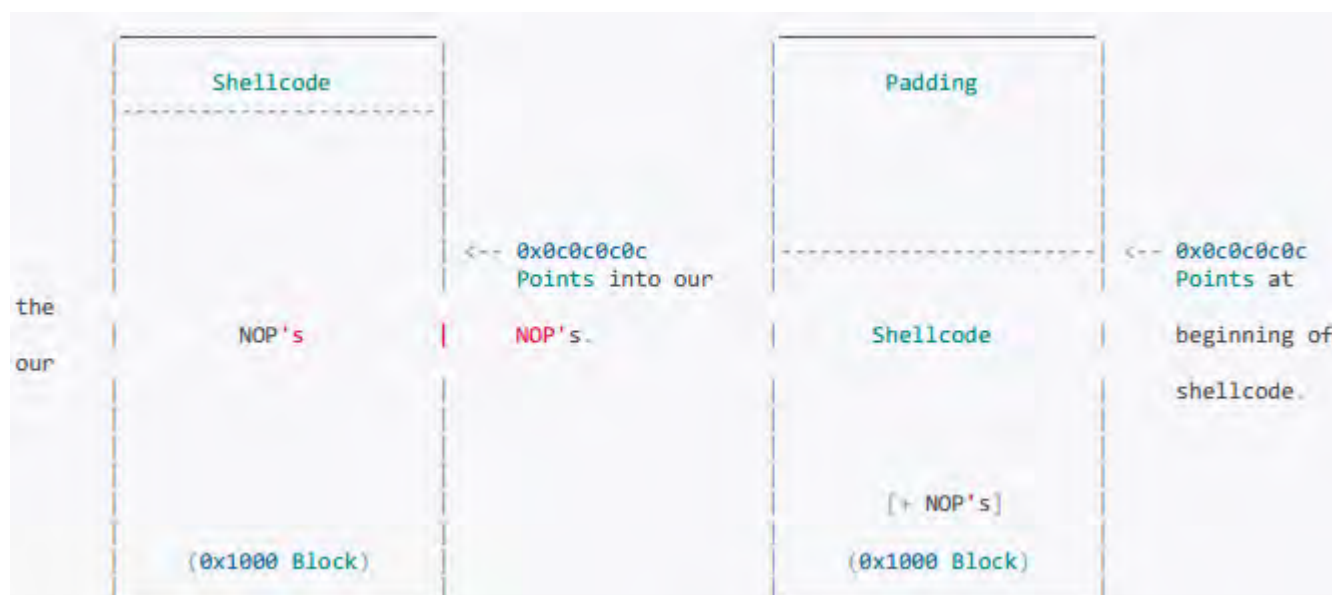 Shellcode Padding
<-- 0x0c0c0c0c <-- 0x0c0c0c0c
Points into our Points at
the
NOP's | NOP's. Shellcode beginning of
our
shellcode.
[+ NOP's]
(0x1000 Block) (0x1000 Block)